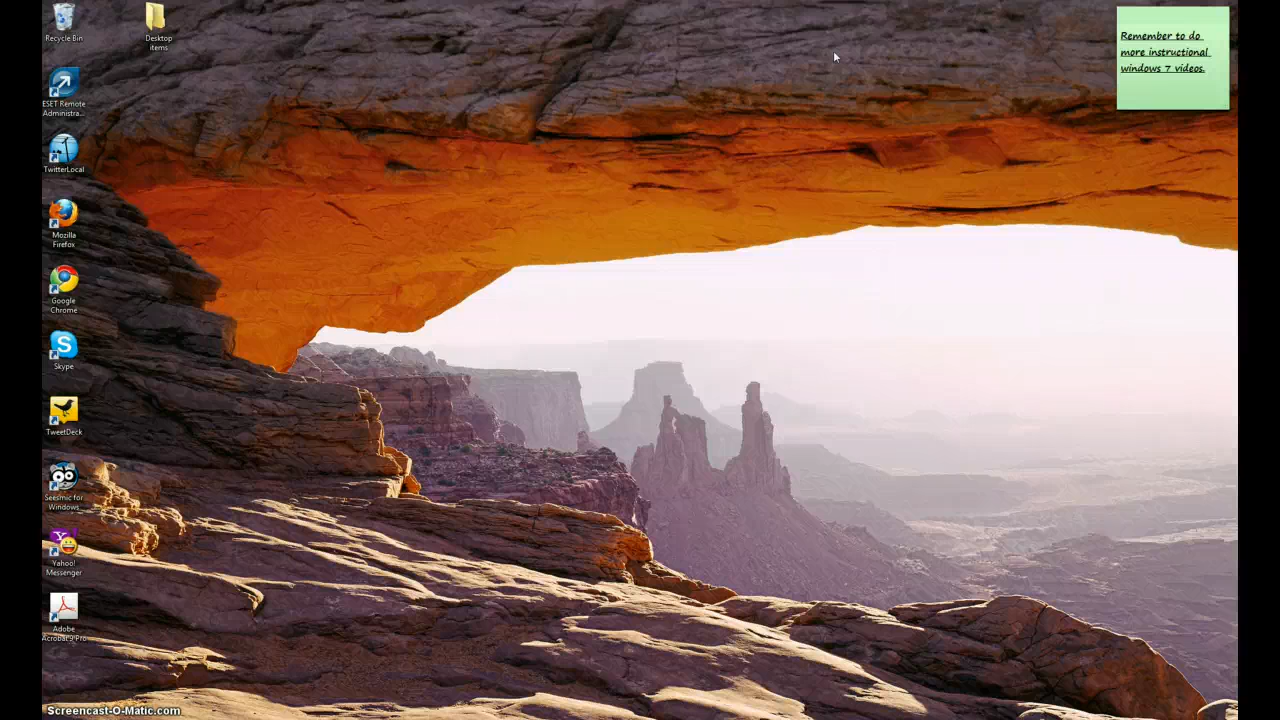 Recycle Bin
Desktop
items
ESET Remote
Administra...
TwitterLocal
Mozilla
Firefox
Google
Chrome
Skype
TweetDeck
Seesmic for
Windows
Yahoo!
Messenger
Adobe
Acrobat 9 Pro
Remember to do
more instructional
windows 7 videos.
Screencast-O-Matic.com